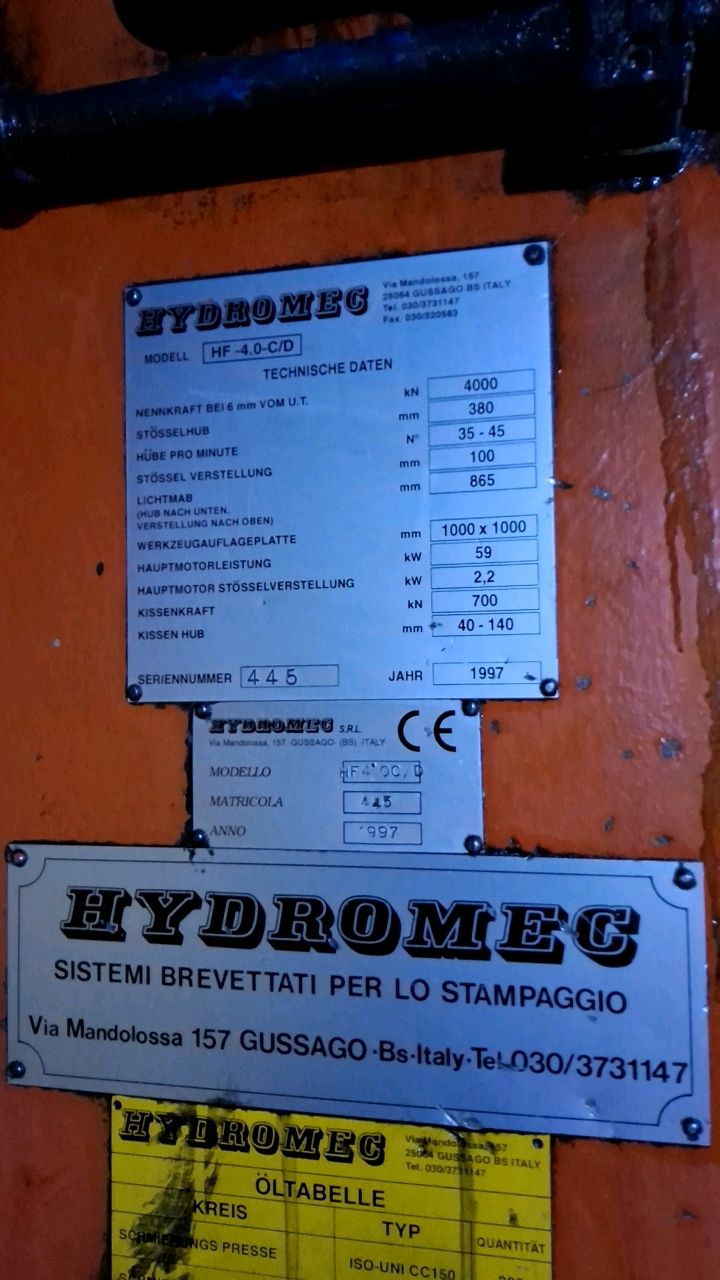 HYDROMEC
Via Mandolossa, 157
25064 GUSSAGO BS ITALY
Tel. 030/3731147
Fax. 030/320583
MODELL HF -4.0-C/D
TECHNISCHE DATEN
NENNKRAFT BEI 6 mm VOM U.T. kN 4000
STÖSSELHUB mm 380
HÜBE PRO MINUTE N° 35 - 45
STÖSSEL VERSTELLUNG mm 100
LICHTMAB mm 865
(HUB NACH UNTEN,
VERSTELLUNG NACH OBEN)
WERKZEUGAUFLAGEPLATTE mm 1000 x 1000
HAUPTMOTORLEISTUNG kW 59
HAUPTMOTOR STÖSSELVERSTELLUNG kW 2,2
KISSENKRAFT kN 700
KISSEN HUB mm 40 - 140
SERIENNUMMER 445 JAHR 1997
HYDROMEC S.R.L. CE
Via Mandolossa, 157 -GUSSAGO- (BS) -ITALY-
MODELLO HF4°0C/D
MATRICOLA 445
ANNO 1997
HYDROMEC
SISTEMI BREVETTATI PER LO STAMPAGGIO
Via Mandolossa 157 GUSSAGO·Bs·Italy·Tel.030/3731147
HYDROMEC
Via Mandolossa, 157
25064 GUSSAGO BS ITALY
Tel. 030/3731147
ÖLTABELLE
KREIS TYP QUANTITÄT
SCHMIERUNGS PRESSE ISO-UNI CC150